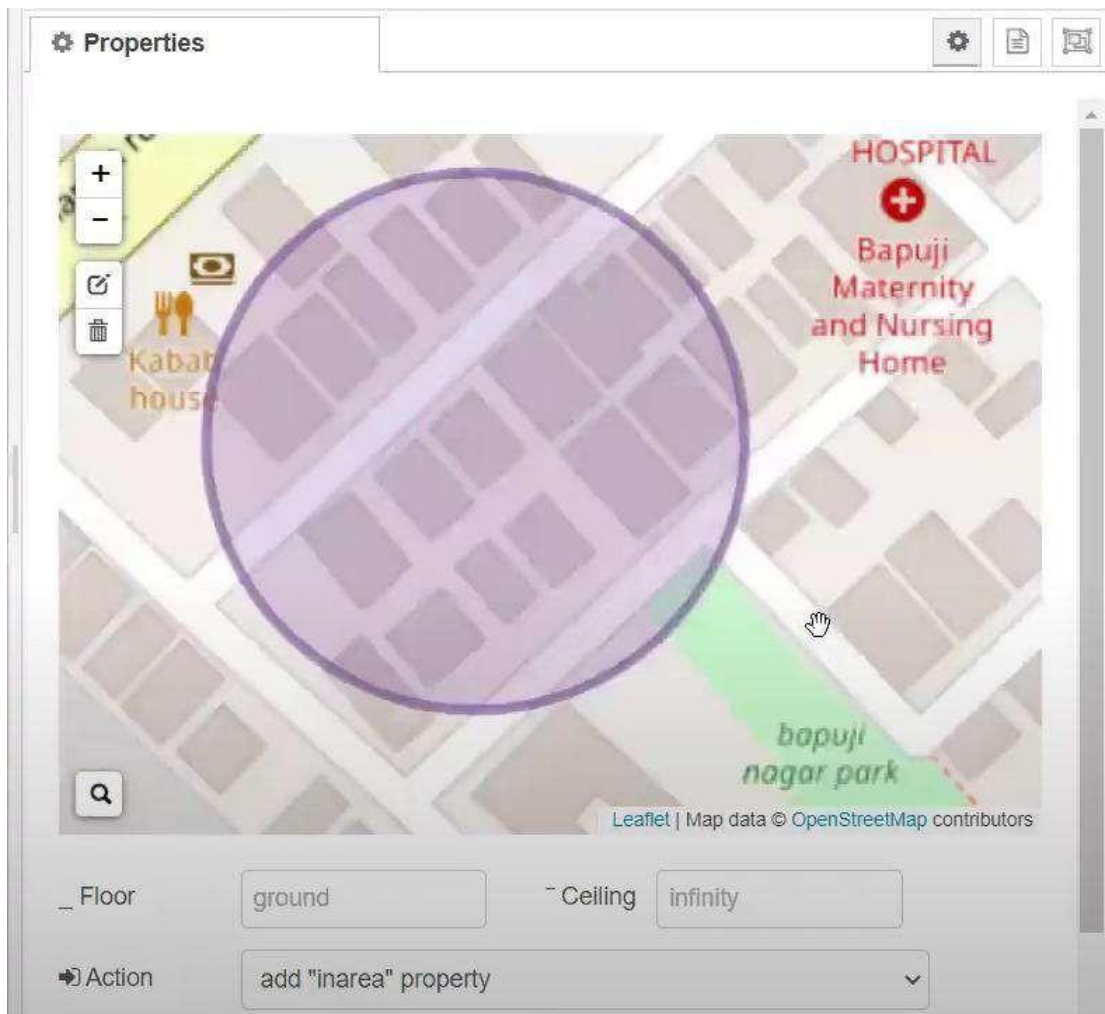 Properties
HOSPITAL
Bapuji
Maternity
and Nursing
Home
Kabab
house
bapuji
nagar park
Leaflet | Map data © OpenStreetMap contributors
Floor
ground
Ceiling
infinity
Action
add "inarea" property